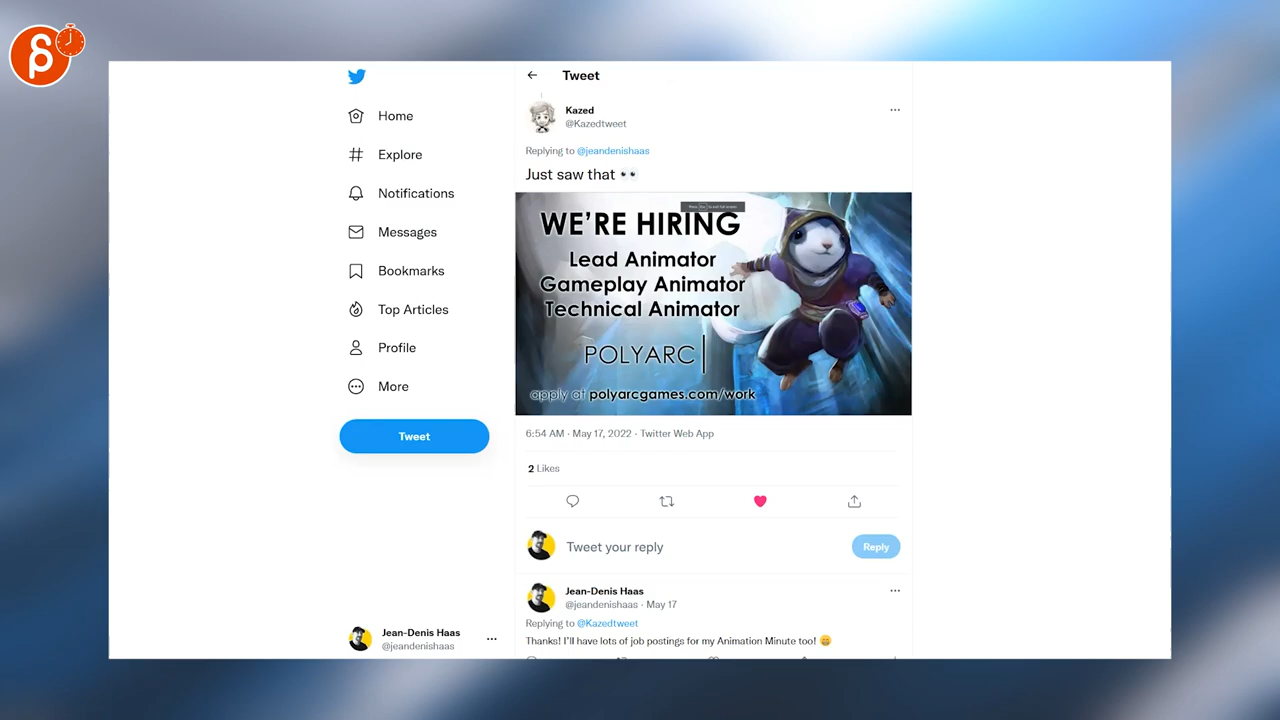 Tweet
Kazed
@Kazedtweet
Replying to @jeandenishaas
Just saw that 👀
WE'RE HIRING
Lead Animator
Gameplay Animator
Technical Animator
POLYARC
apply at polyarcgames.com/work
6:54 AM · May 17, 2022 · Twitter Web App
2 Likes
Tweet your reply
Reply
Jean-Denis Haas
@jeandenishaas · May 17
Replying to @Kazedtweet
Thanks! I'll have lots of job postings for my Animation Minute too! 😄
Home
Explore
Notifications
Messages
Bookmarks
Top Articles
Profile
More
Tweet
Jean-Denis Haas
@jeandenishaas